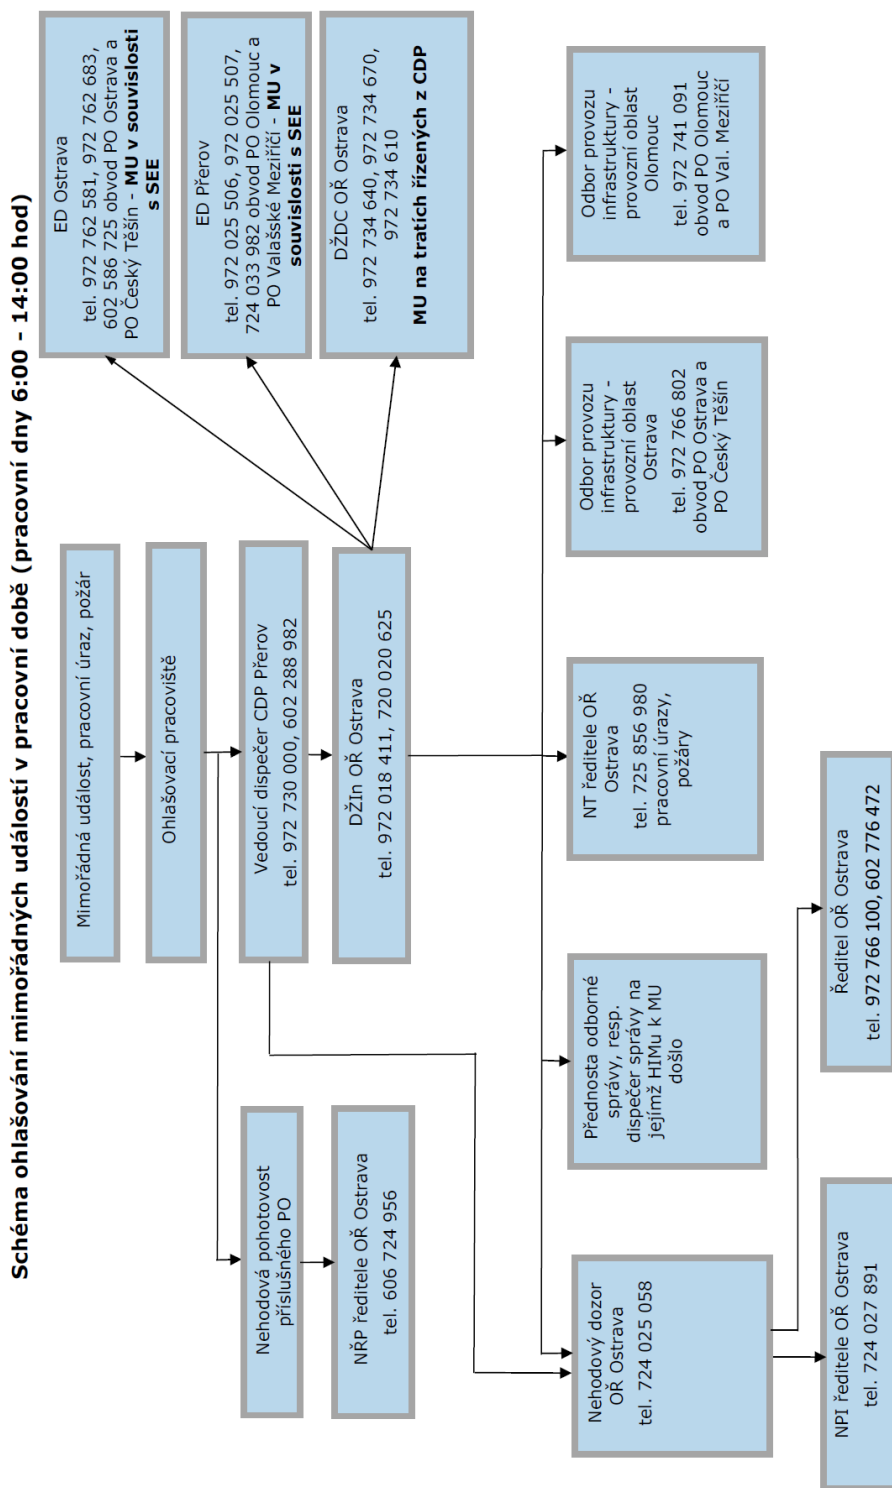 Schéma ohlašování mimořádných událostí v pracovní době (pracovní dny 6:00 - 14:00 hod)
Mimořádná událost, pracovní úraz, požár
Ohlašovací pracoviště
Nehodová pohotovost
příslušného PO
Vedoucí dispečer CDP Přerov
tel. 972 730 000, 602 288 982
NŘP ředitele OŘ Ostrava
tel. 606 724 956
DŽIn OŘ Ostrava
tel. 972 018 411, 720 020 625
ED Ostrava
tel. 972 762 581, 972 762 683,
602 586 725 obvod PO Ostrava a
PO Český Těšín - MU v souvislosti
s SEE
ED Přerov
tel. 972 025 506, 972 025 507,
724 033 982 obvod PO Olomouc a
PO Valašské Meziříčí - MU v
souvislosti s SEE
DŽDC OŘ Ostrava
tel. 972 734 640, 972 734 670,
972 734 610
MU na tratích řízených z CDP
Nehodový dozor
OŘ Ostrava
tel. 724 025 058
Přednosta odborné
správy, resp.
dispečer správy na
jejímž HIMu k MU
došlo
NT ředitele OŘ
Ostrava
tel. 725 856 980
pracovní úrazy,
požáry
Odbor provozu
infrastruktury -
provozní oblast
Ostrava
tel. 972 766 802
obvod PO Ostrava a
PO Český Těšín
Odbor provozu
infrastruktury -
provozní oblast
Olomouc
tel. 972 741 091
obvod PO Olomouc
a PO Val. Meziříčí
NPI ředitele OŘ Ostrava
tel. 724 027 891
Ředitel OŘ Ostrava
tel. 972 766 100, 602 776 472